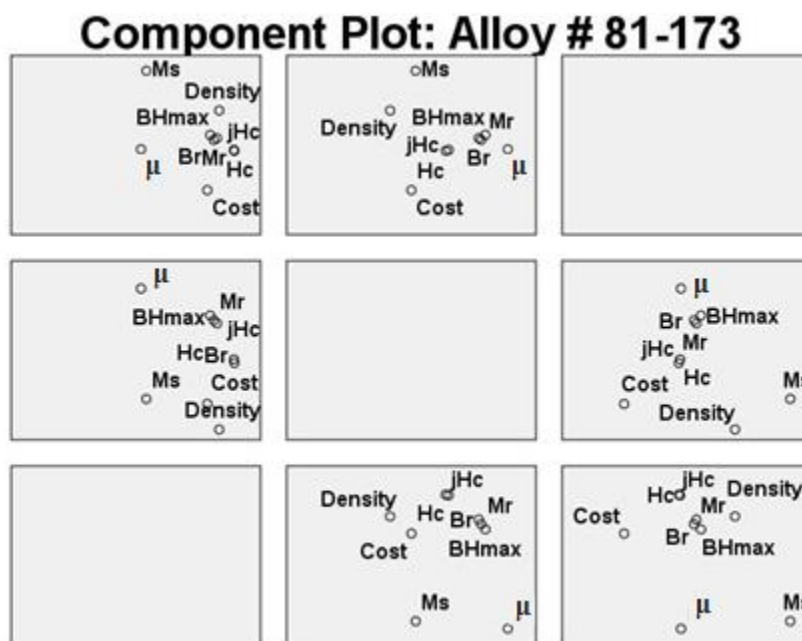 Component Plot: Alloy # 81-173
Ms
Density
BHmax
jHc
BrMr
μ
Hc
Cost
Ms
Density
BHmax
Mr
jHc
Br
μ
Hc
Cost
μ
Mr
BHmax
jHc
HcBr
Ms
Cost
Density
μ
Br
BHmax
jHc
Mr
Hc
Cost
Ms
Density
jHc
Density
Hc
Br
Mr
Cost
BHmax
Ms
μ
jHc
Hc
Mr
Density
Cost
Br
BHmax
μ
Ms